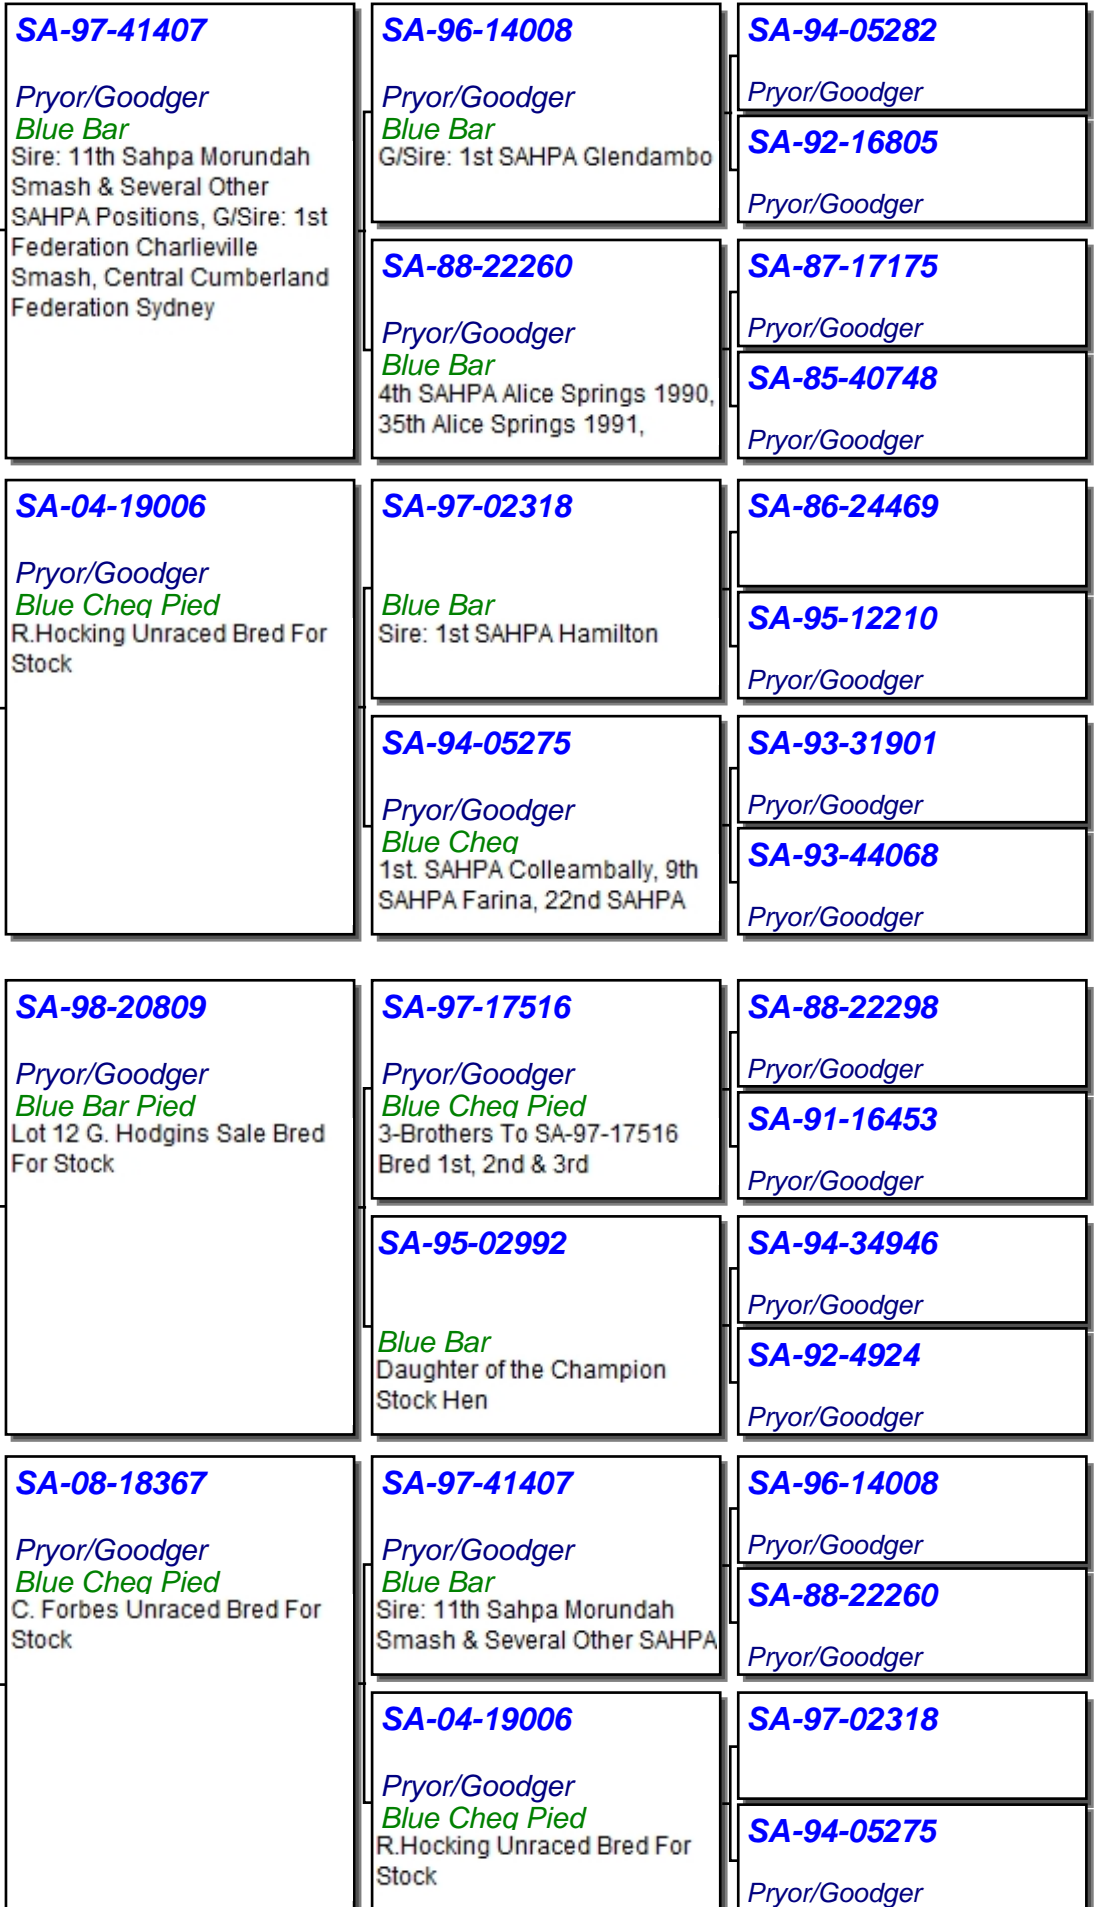 SA-97-41407
Pryor/Goodger
Blue Bar
Sire: 11th Sahpa Morundah
Smash & Several Other
SAHPA Positions, G/Sire: 1st
Federation Charlieville
Smash, Central Cumberland
Federation Sydney
SA-04-19006
Pryor/Goodger
Blue Cheq Pied
R.Hocking Unraced Bred For
Stock
SA-98-20809
Pryor/Goodger
Blue Bar Pied
Lot 12 G. Hodgins Sale Bred
For Stock
SA-08-18367
Pryor/Goodger
Blue Cheq Pied
C. Forbes Unraced Bred For
Stock
SA-96-14008
Pryor/Goodger
Blue Bar
G/Sire: 1st SAHPA Glendambo
SA-88-22260
Pryor/Goodger
Blue Bar
4th SAHPA Alice Springs 1990,
35th Alice Springs 1991,
SA-97-02318
Blue Bar
Sire: 1st SAHPA Hamilton
SA-94-05275
Pryor/Goodger
Blue Cheq
1st. SAHPA Colleambally, 9th
SAHPA Farina, 22nd SAHPA
SA-97-17516
Pryor/Goodger
Blue Cheq Pied
3-Brothers To SA-97-17516
Bred 1st, 2nd & 3rd
SA-95-02992
Blue Bar
Daughter of the Champion
Stock Hen
SA-97-41407
Pryor/Goodger
Blue Bar
Sire: 11th Sahpa Morundah
Smash & Several Other SAHPA
SA-04-19006
Pryor/Goodger
Blue Cheq Pied
R.Hocking Unraced Bred For
Stock
SA-94-05282
Pryor/Goodger
SA-92-16805
Pryor/Goodger
SA-87-17175
Pryor/Goodger
SA-85-40748
Pryor/Goodger
SA-86-24469
SA-95-12210
Pryor/Goodger
SA-93-31901
Pryor/Goodger
SA-93-44068
Pryor/Goodger
SA-88-22298
Pryor/Goodger
SA-91-16453
Pryor/Goodger
SA-94-34946
Pryor/Goodger
SA-92-4924
Pryor/Goodger
SA-96-14008
Pryor/Goodger
SA-88-22260
Pryor/Goodger
SA-97-02318
SA-94-05275
Pryor/Goodger